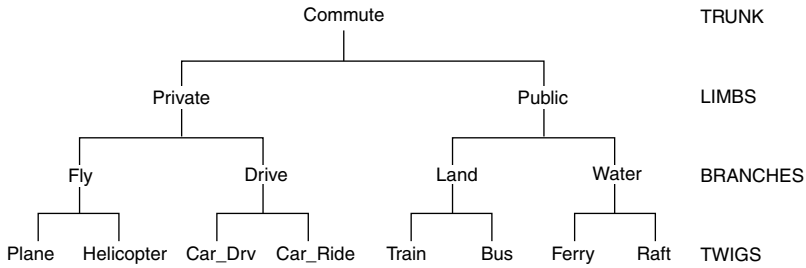 Commute TRUNK
Private Public LIMBS
Fly Drive Land Water BRANCHES
Plane Helicopter Car_Drv Car_Ride Train Bus Ferry Raft TWIGS